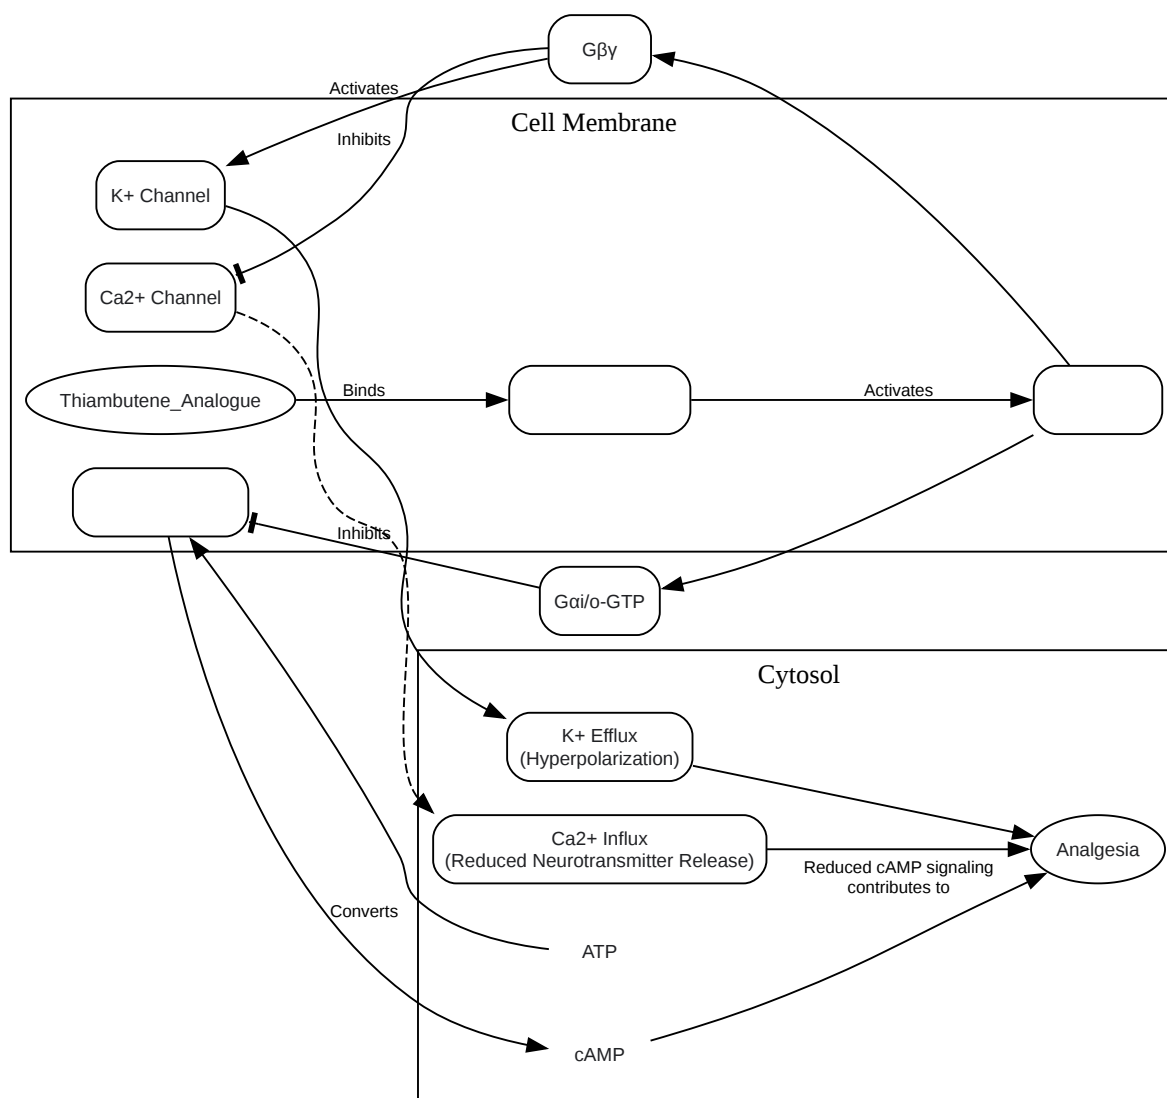 Gβγ
Activates
Cell Membrane
Inhibits
K+ Channel
Ca2+ Channel
Thiambutene_Analogue
Binds
Activates
Inhibits
Gαi/o-GTP
Cytosol
K+ Efflux
(Hyperpolarization)
Ca2+ Influx
(Reduced Neurotransmitter Release)
Reduced cAMP signaling
contributes to
Analgesia
Converts
ATP
cAMP